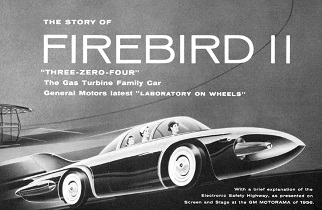 THE STORY OF
FIREBIRD II
"THREE-ZERO-FOUR"
The Gas Turbine Family Car
General Motors latest "LABORATORY ON WHEELS"
With a brief explanation of the
Electronic Safety Highway, as presented on
Screen and Stage at the GM MOTORAMA of 1956.